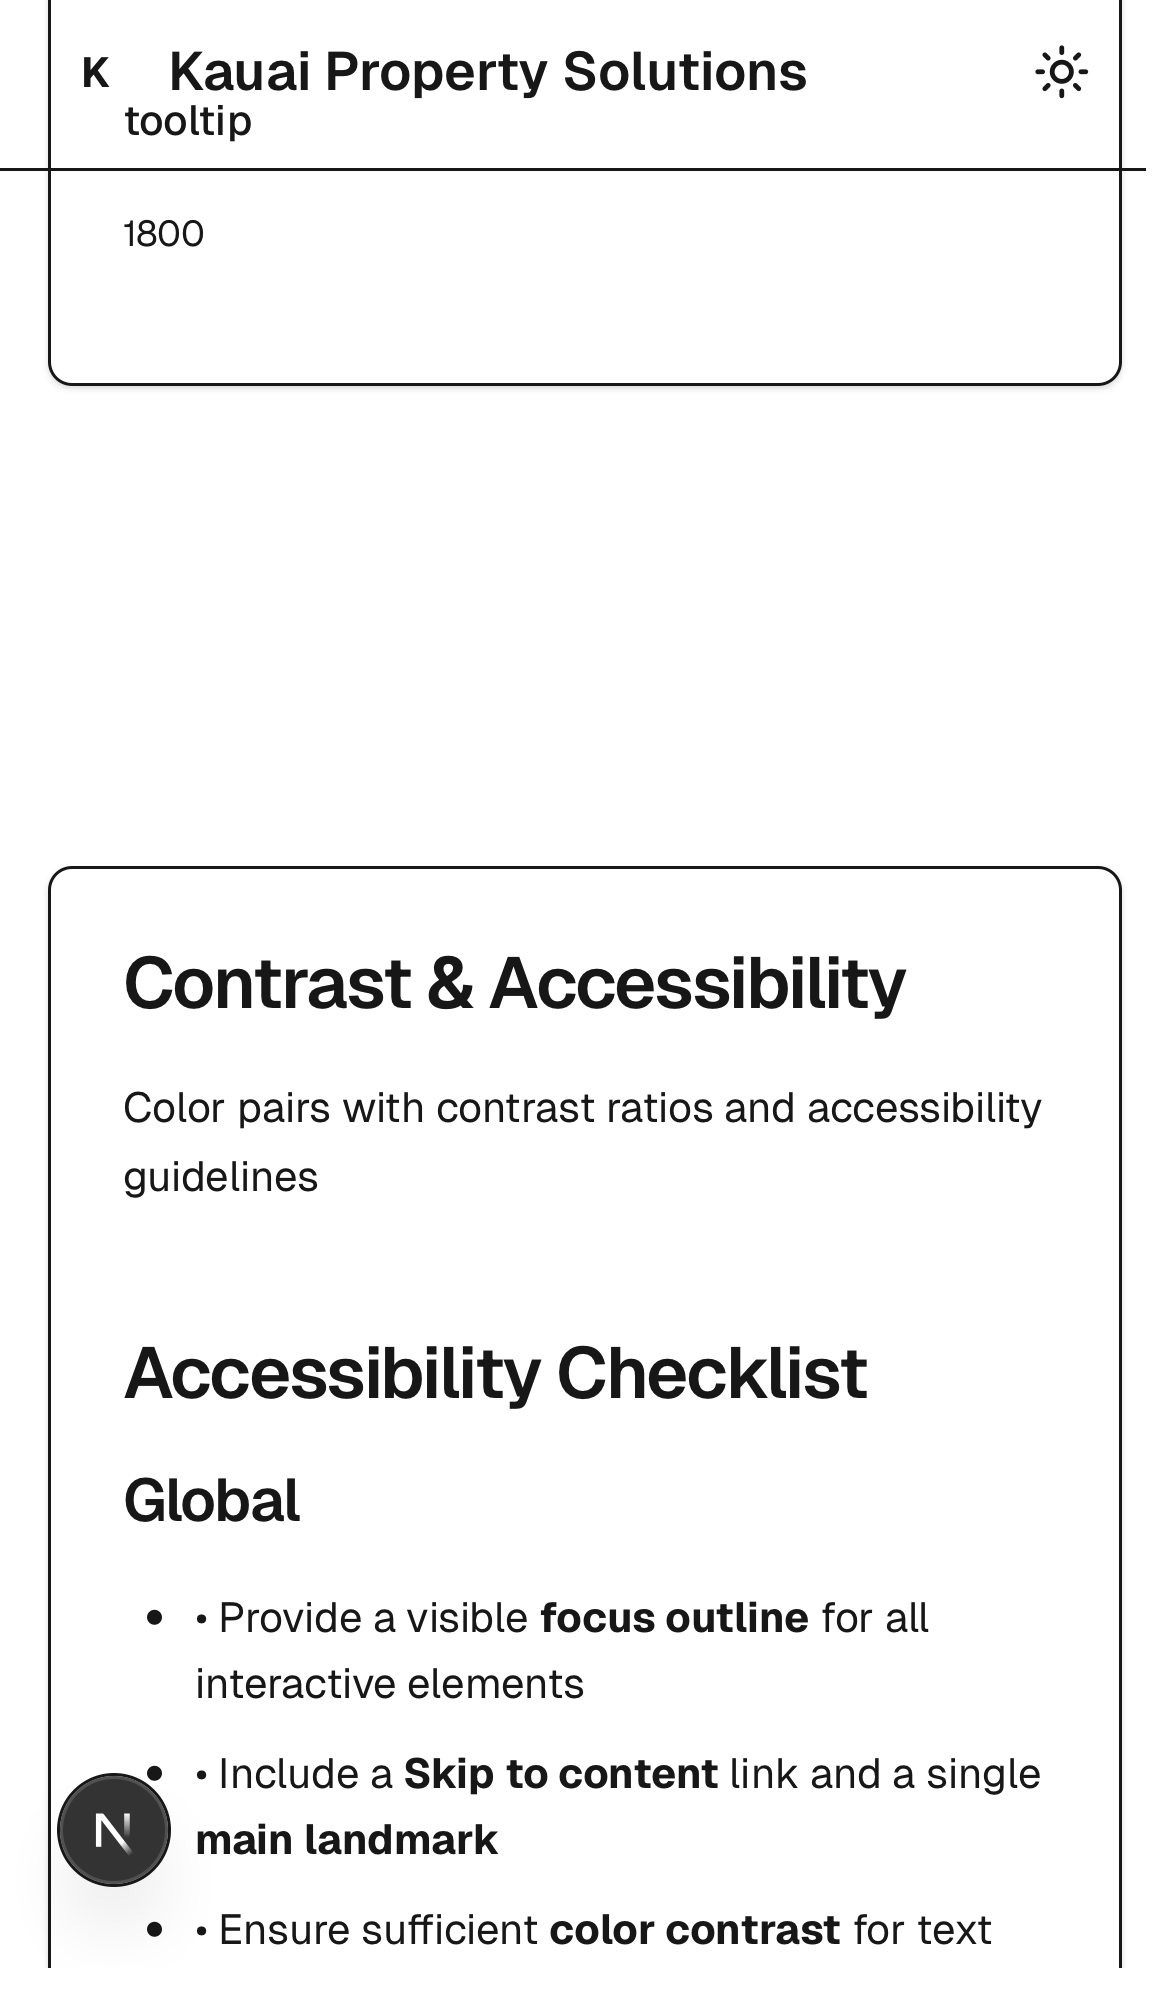 K Kauai Property Solutions
tooltip
1800
Contrast & Accessibility
Color pairs with contrast ratios and accessibility
guidelines
Accessibility Checklist
Global
• • Provide a visible focus outline for all
interactive elements
• • Include a Skip to content link and a single
main landmark
N
• • Ensure sufficient color contrast for text